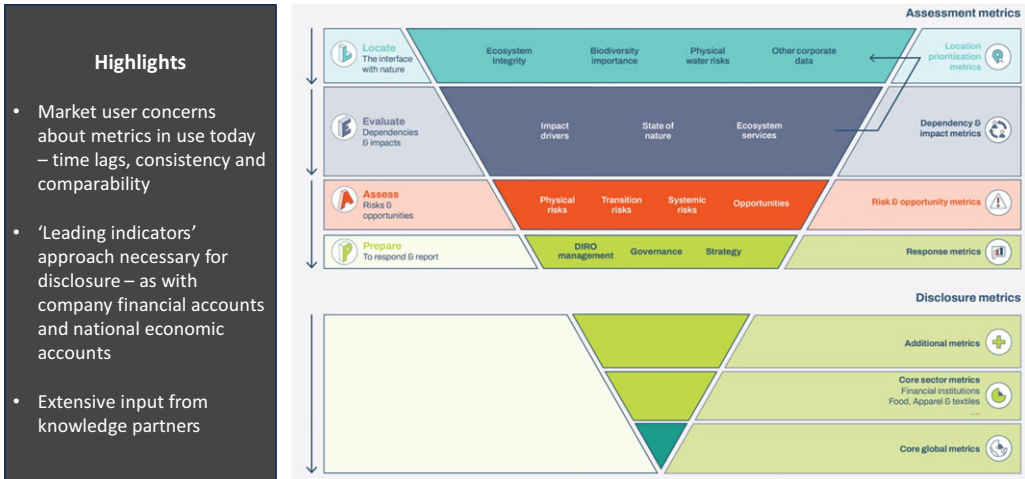 Highlights
• Market user concerns
about metrics in use today
– time lags, consistency and
comparability
• ‘Leading indicators’
approach necessary for
disclosure – as with
company financial accounts
and national economic
accounts
• Extensive input from
knowledge partners
Assessment metrics
L
Locate
The interface
with nature
Ecosystem
integrity
Biodiversity
importance
Physical
water risks
Other corporate
data
Location
prioritisation
metrics
E
Evaluate
Dependencies
& impacts
Impact
drivers
State of
nature
Ecosystem
services
Dependency &
impact metrics
A
Assess
Risks &
opportunities
Physical
risks
Transition
risks
Systemic
risks
Opportunities
Risk & opportunity metrics
P
Prepare
To respond & report
DIRO
management
Governance
Strategy
Response metrics
Disclosure metrics
Additional metrics
Core sector metrics
Financial institutions
Food, Apparel & textiles
....
Core global metrics